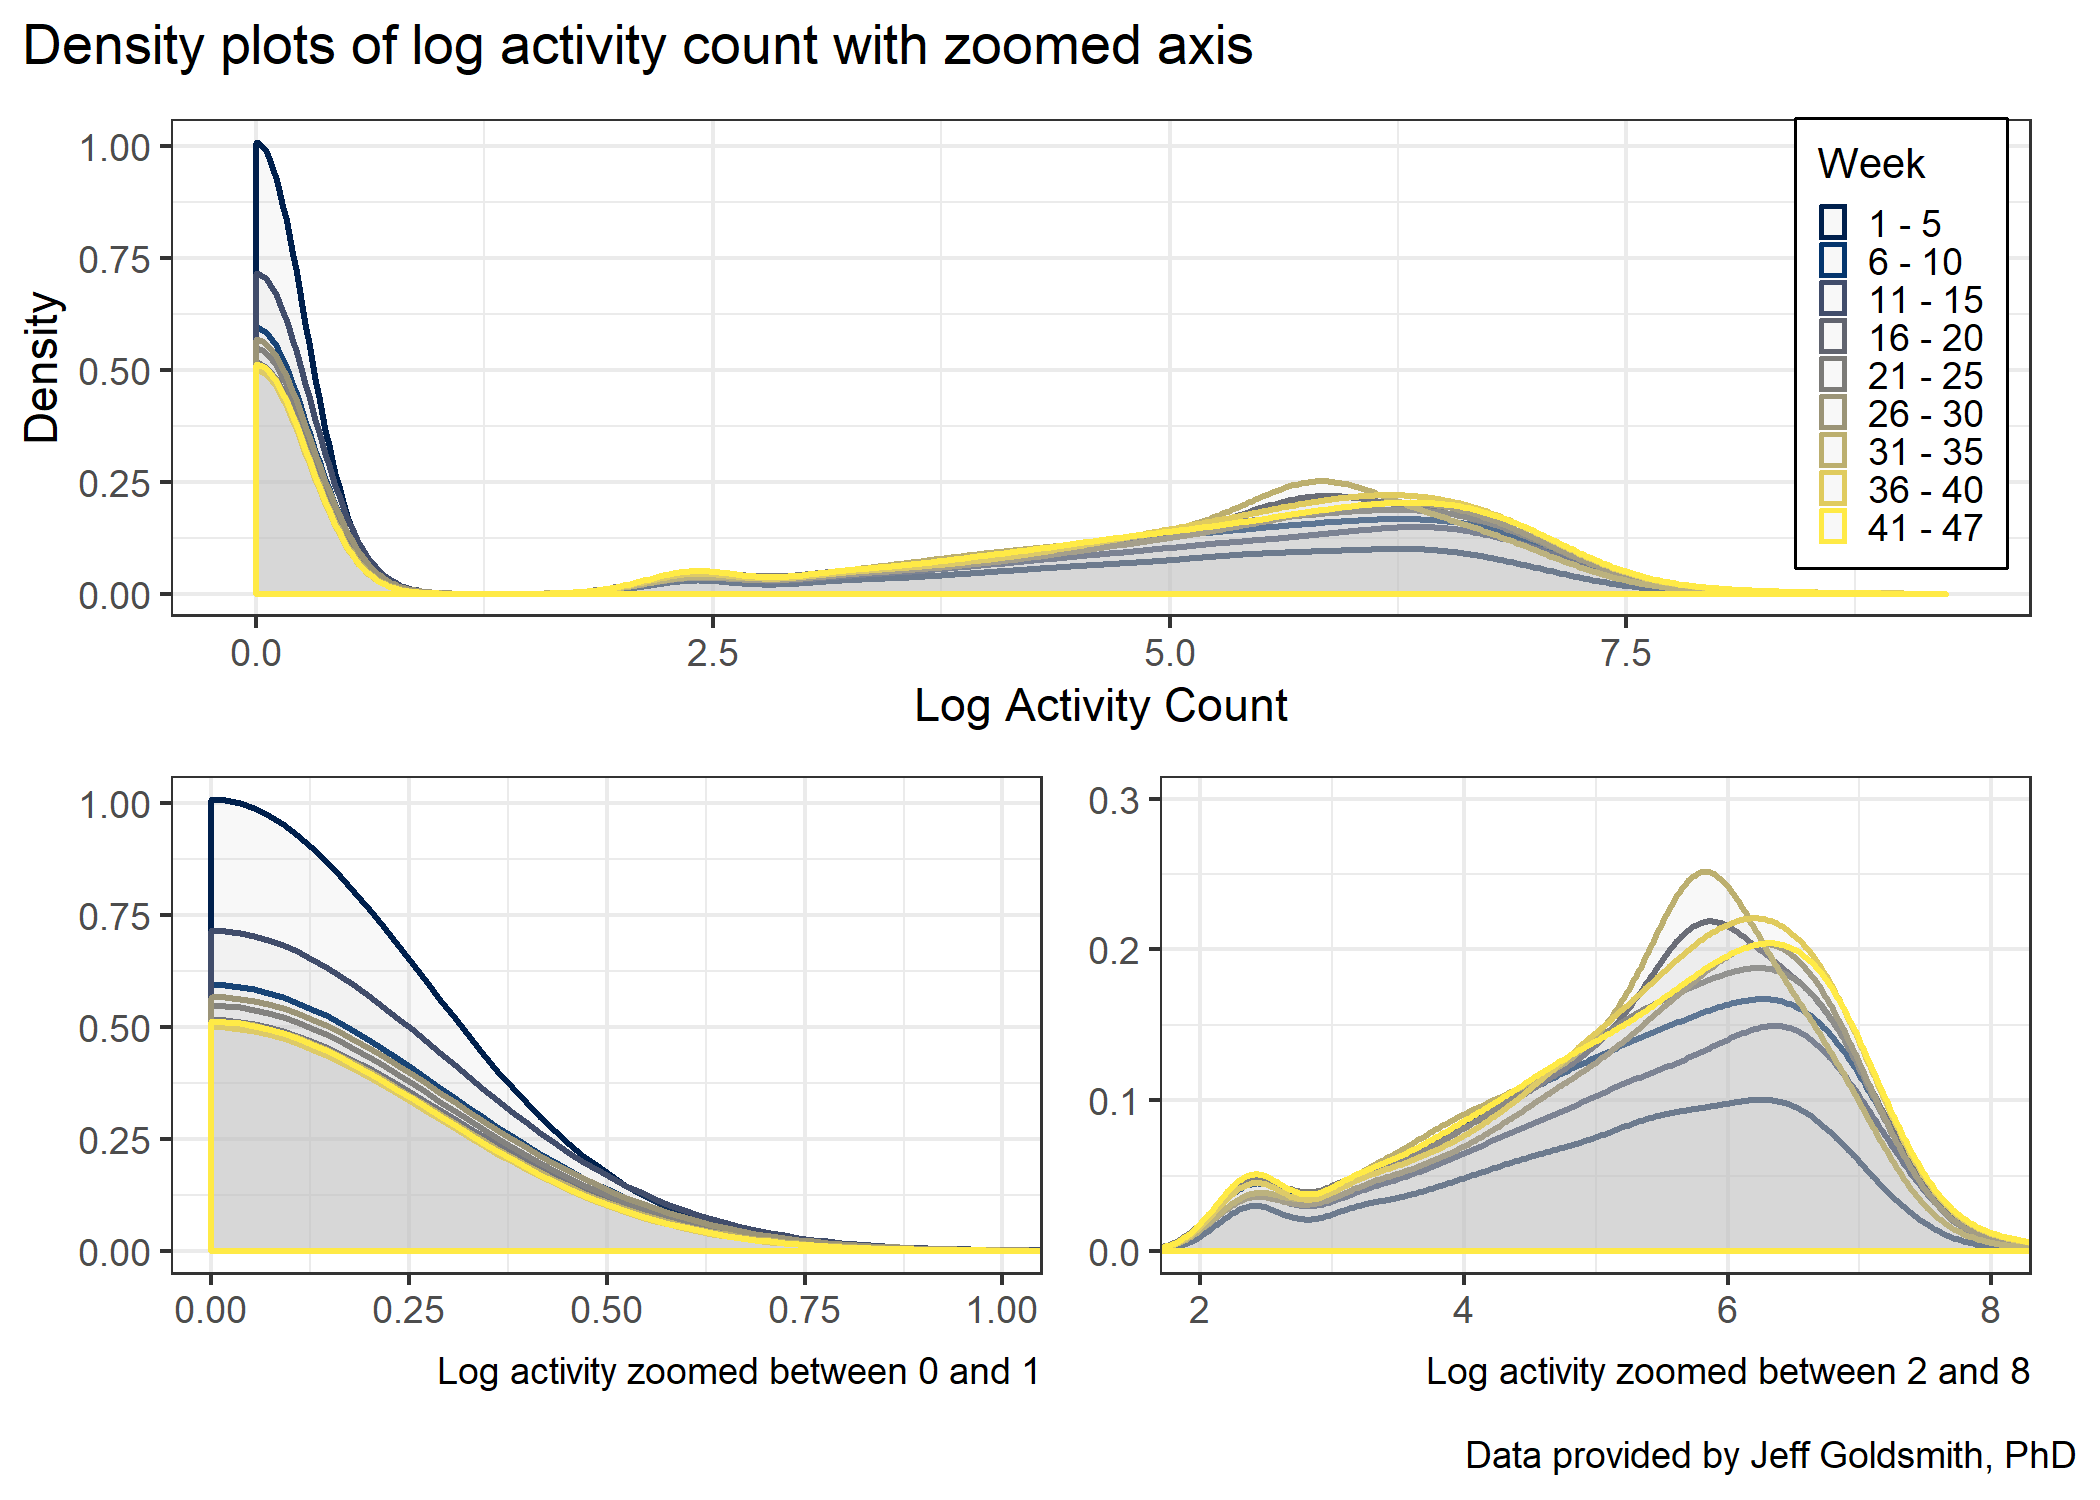 Density plots of log activity count with zoomed axis
Density
1.00
0.75
0.50
0.25
0.00
0.0 2.5 5.0 7.5
Log Activity Count
Week
1 - 5
6 - 10
11 - 15
16 - 20
21 - 25
26 - 30
31 - 35
36 - 40
41 - 47
1.00
0.75
0.50
0.25
0.00
0.00 0.25 0.50 0.75 1.00
Log activity zoomed between 0 and 1
0.3
0.2
0.1
0.0
2 4 6 8
Log activity zoomed between 2 and 8
Data provided by Jeff Goldsmith, PhD